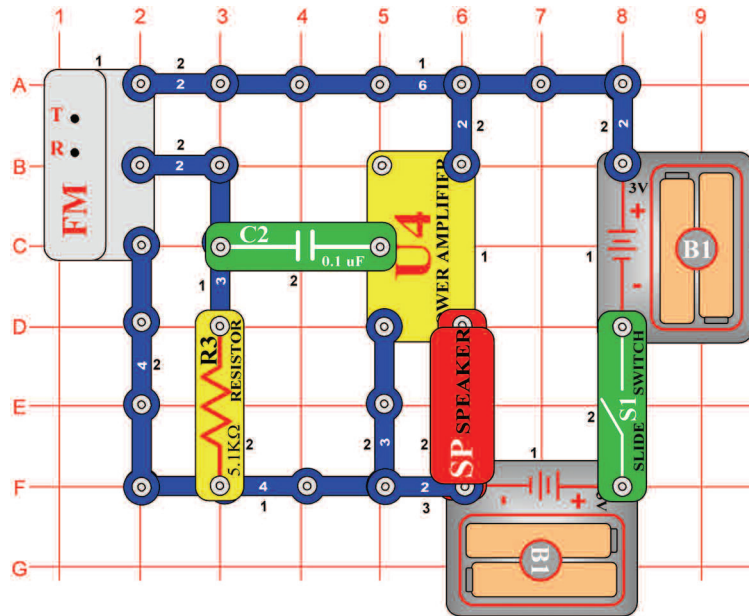 1 2 3 4 5 6 7 8 9
A
B
C
D
E
F
G
1
2
2
1
6
2
2
2
2
T
R
FM
2
2
U4
POWER AMPLIFIER
1
C2
0.1 uF
2
3V
+
-
B1
1
1
3
R3
RESISTOR
5.1KΩ
2
4
2
2
3
SP
SPEAKER
2
S1
SLIDE SWITCH
2
4
1
2
3
1
-
+
B1